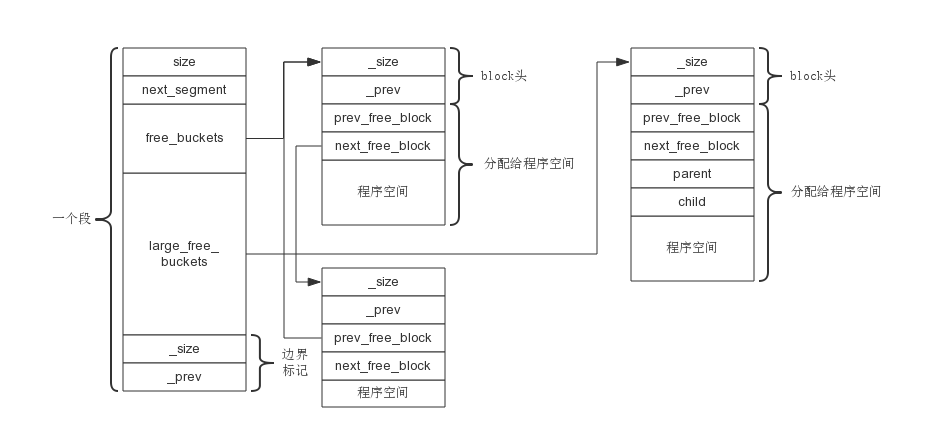 一个段
size
next_segment
free_buckets
large_free_
buckets
_size
_prev
边界
标记
_size
_prev
prev_free_block
next_free_block
程序空间
block头
分配给程序空间
_size
_prev
prev_free_block
next_free_block
程序空间
_size
_prev
prev_free_block
next_free_block
parent
child
程序空间
block头
分配给程序空间